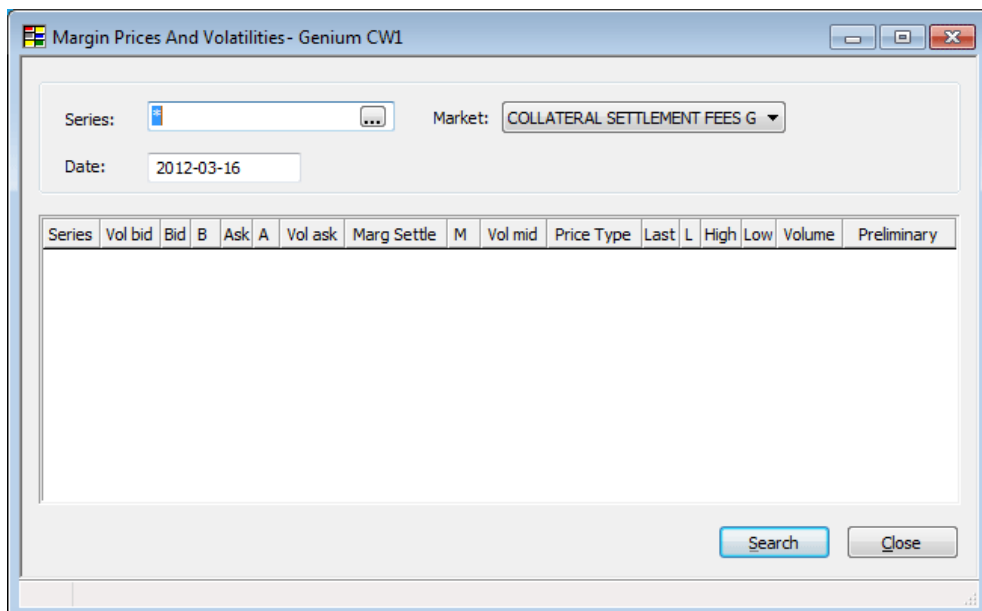 Margin Prices And Volatilities - Genium CW1
Series: * ... Market: COLLATERAL SETTLEMENT FEES G
Date: 2012-03-16
Series Vol bid Bid B Ask A Vol ask Marg Settle M Vol mid Price Type Last L High Low Volume Preliminary
Search Close